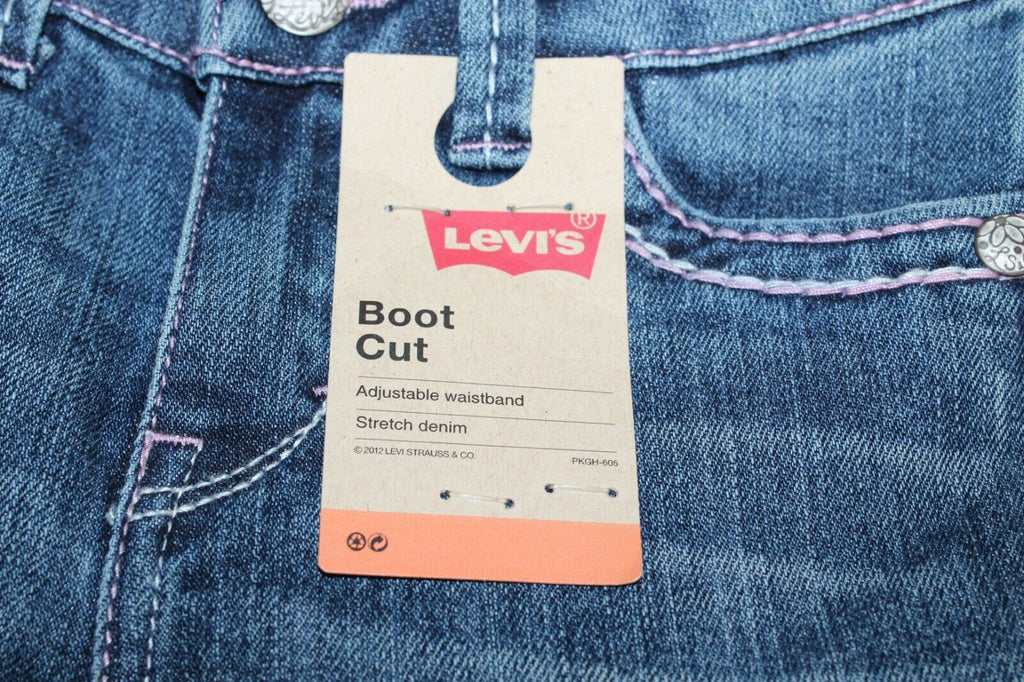 LEVI'S®
Boot
Cut
Adjustable waistband
Stretch denim
© 2012 LEVI STRAUSS & CO.
PKGH-605